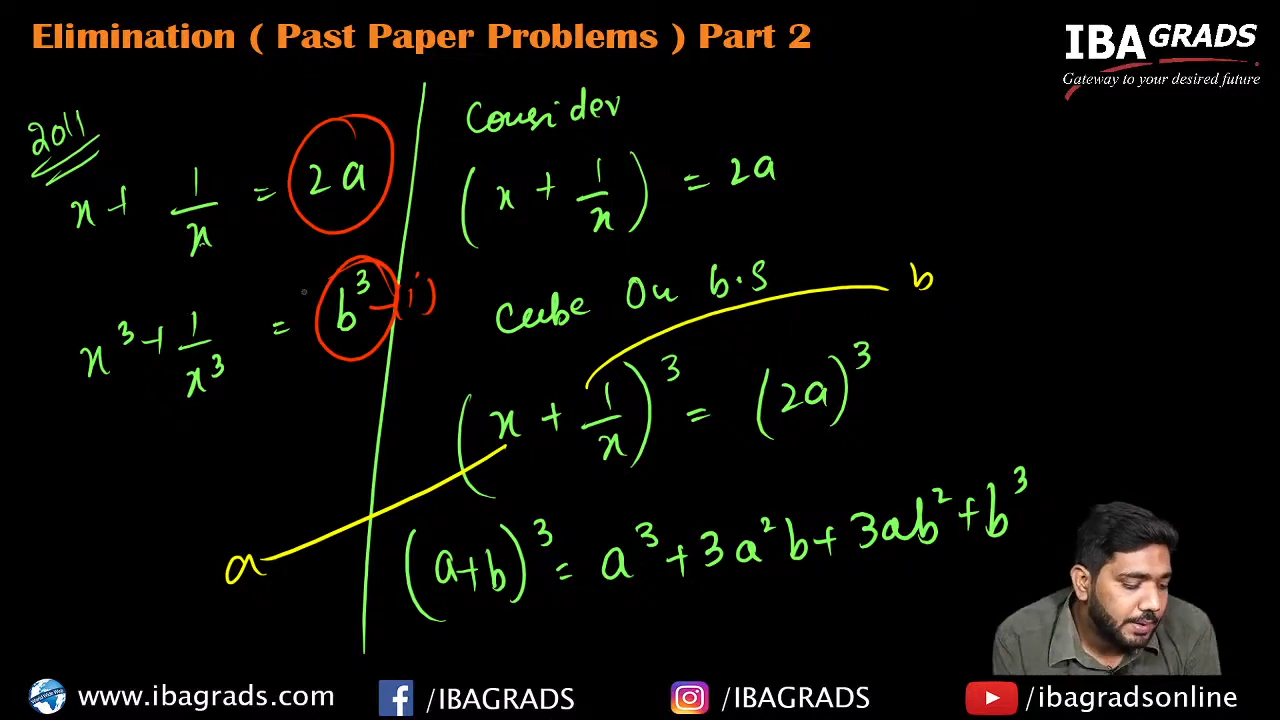 Elimination ( Past Paper Problems ) Part 2
IBA GRADS
Gateway to your desired future
2011
x + 1/x = 2a
x³ + 1/x³ = b³ -(i)
Consider
(x + 1/x) = 2a
Cube On b.s
b
(x + 1/x)³ = (2a)³
a
(a+b)³ = a³ + 3a²b + 3ab² + b³
www.ibagrads.com
/IBAGRADS
/IBAGRADS
/ibagradsonline